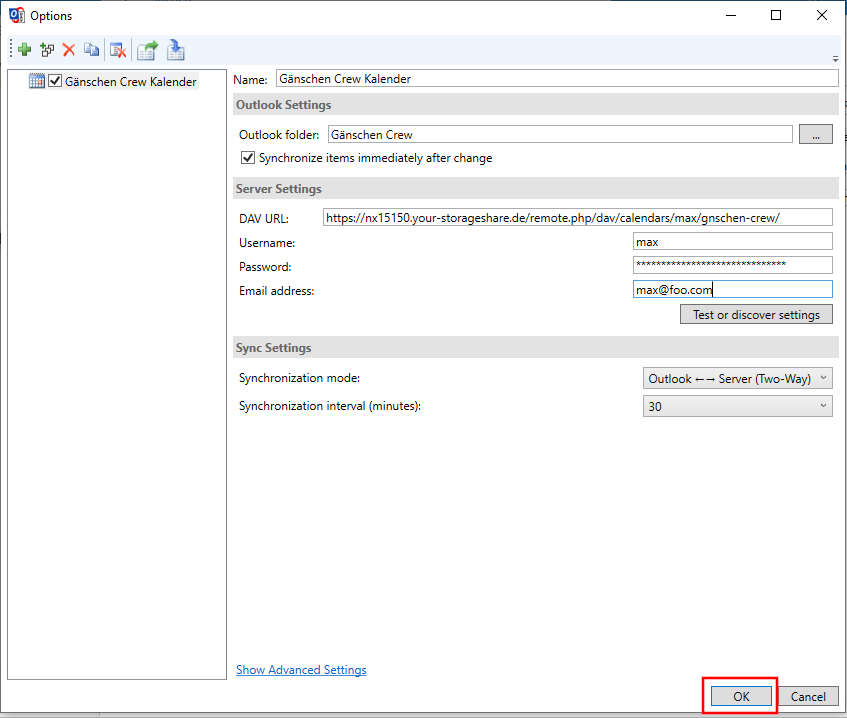 Options
Gänschen Crew Kalender
Name: Gänschen Crew Kalender
Outlook Settings
Outlook folder: Gänschen Crew ...
Synchronize items immediately after change
Server Settings
DAV URL: https://nx15150.your-storageshare.de/remote.php/dav/calendars/max/gnschen-crew/
Username: max
Password: ******************************
Email address: max@foo.com
Test or discover settings
Sync Settings
Synchronization mode: Outlook ←→ Server (Two-Way)
Synchronization interval (minutes): 30
Show Advanced Settings
OK Cancel